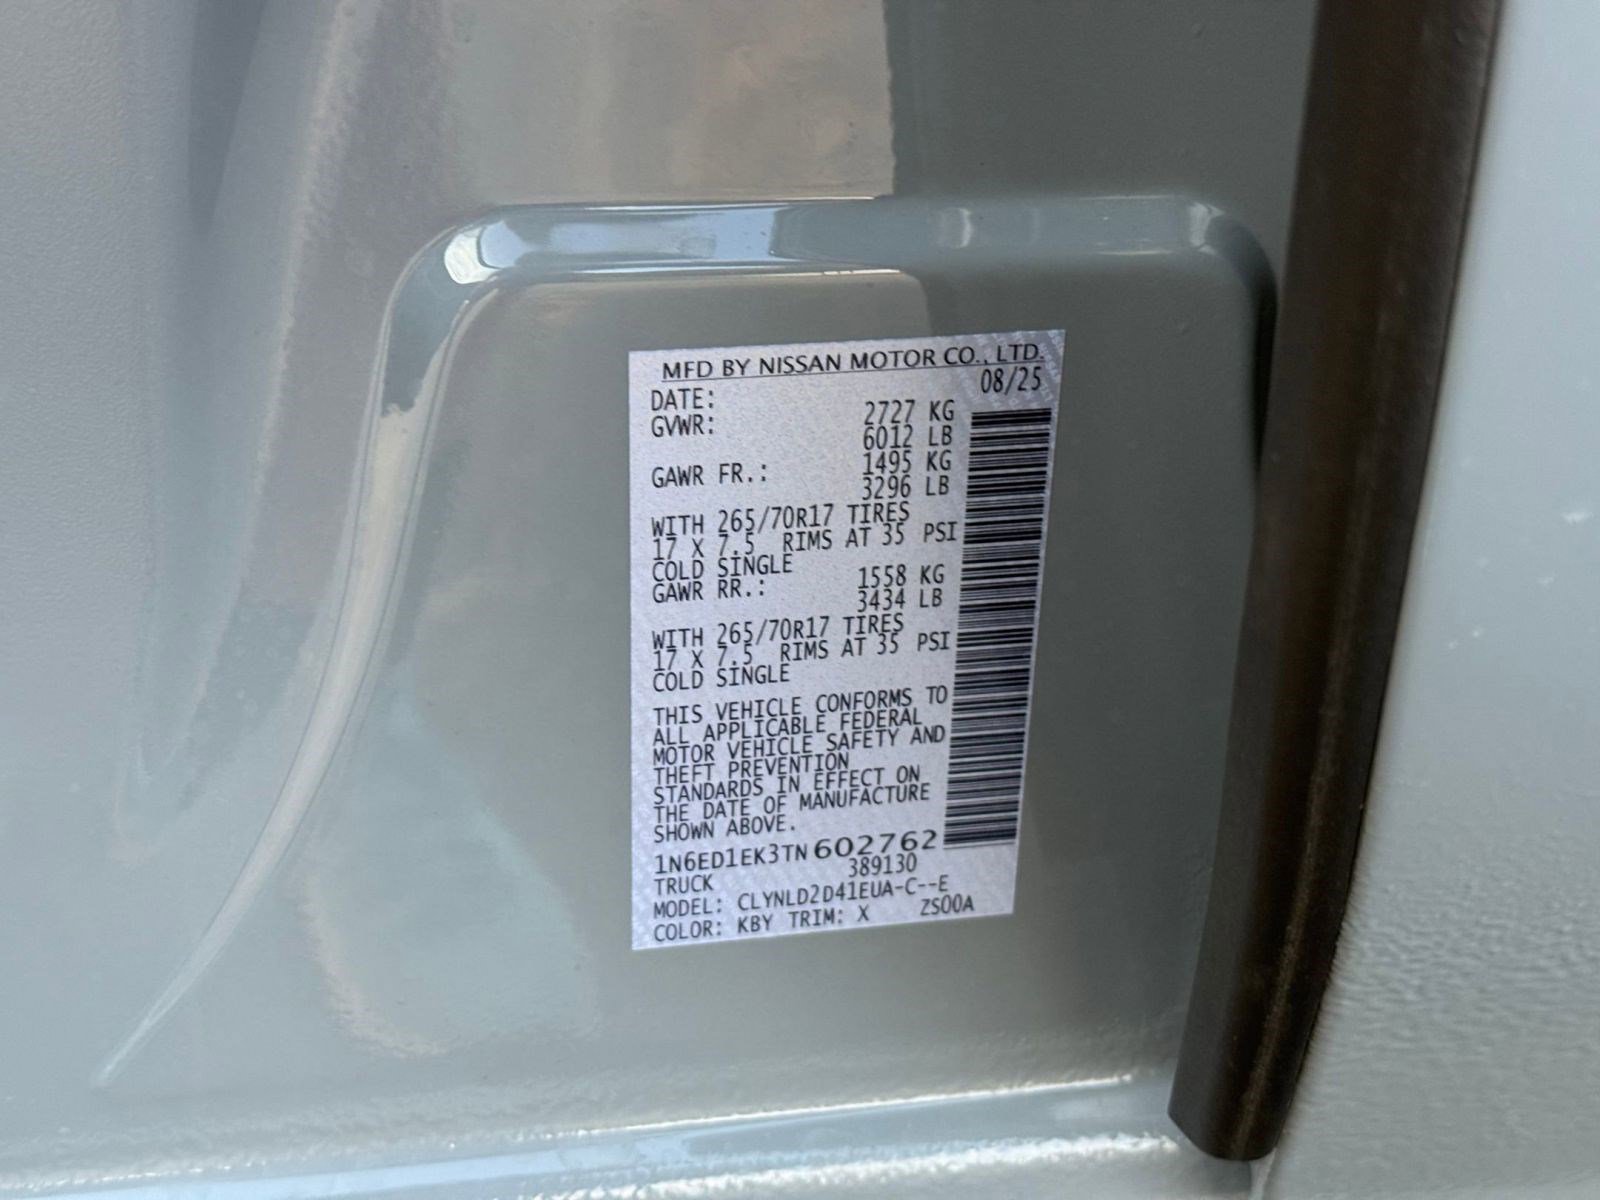 MFD BY NISSAN MOTOR CO., LTD.
DATE: 08/25
GVWR: 2727 KG
6012 LB
GAWR FR.: 1495 KG
3296 LB
WITH 265/70R17 TIRES
17 X 7.5 RIMS AT 35 PSI
COLD SINGLE
GAWR RR.: 1558 KG
3434 LB
WITH 265/70R17 TIRES
17 X 7.5 RIMS AT 35 PSI
COLD SINGLE
THIS VEHICLE CONFORMS TO
ALL APPLICABLE FEDERAL
MOTOR VEHICLE SAFETY AND
THEFT PREVENTION
STANDARDS IN EFFECT ON
THE DATE OF MANUFACTURE
SHOWN ABOVE.
1N6ED1EK3TN602762
TRUCK 389130
MODEL: CLYNLD2D41EUA-C--E
COLOR: KBY TRIM: X ZS00A